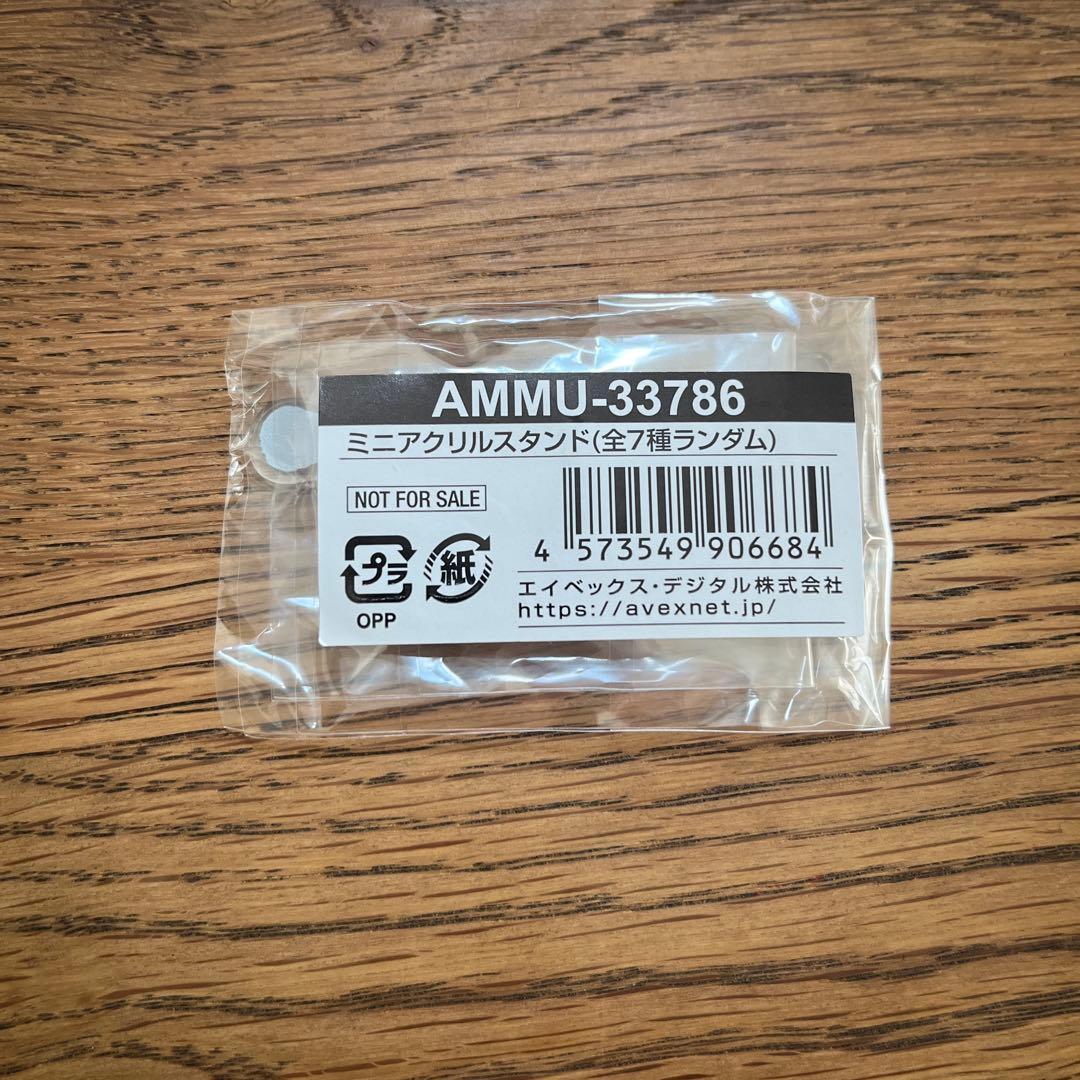 AMMU-33786
ミニアクリルスタンド(全7種ランダム)
NOT FOR SALE
4 573549 906684
プラ
紙
OPP
エイベックス・デジタル株式会社
https://avexnet.jp/